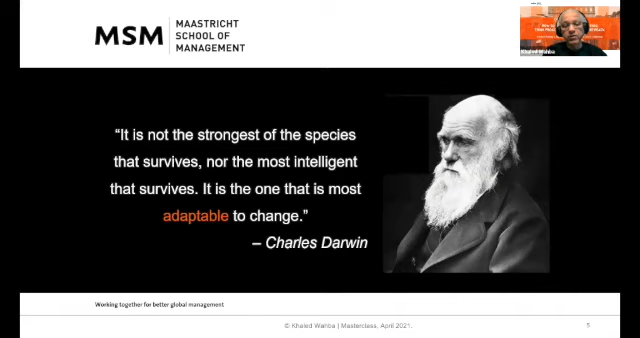 MSM
MAASTRICHT
SCHOOL OF
MANAGEMENT
Khaled Wahba
“It is not the strongest of the species
that survives, nor the most intelligent
that survives. It is the one that is most
adaptable to change.”
– Charles Darwin
Working together for better global management
© Khaled Wahba | Masterclass, April 2021.
5